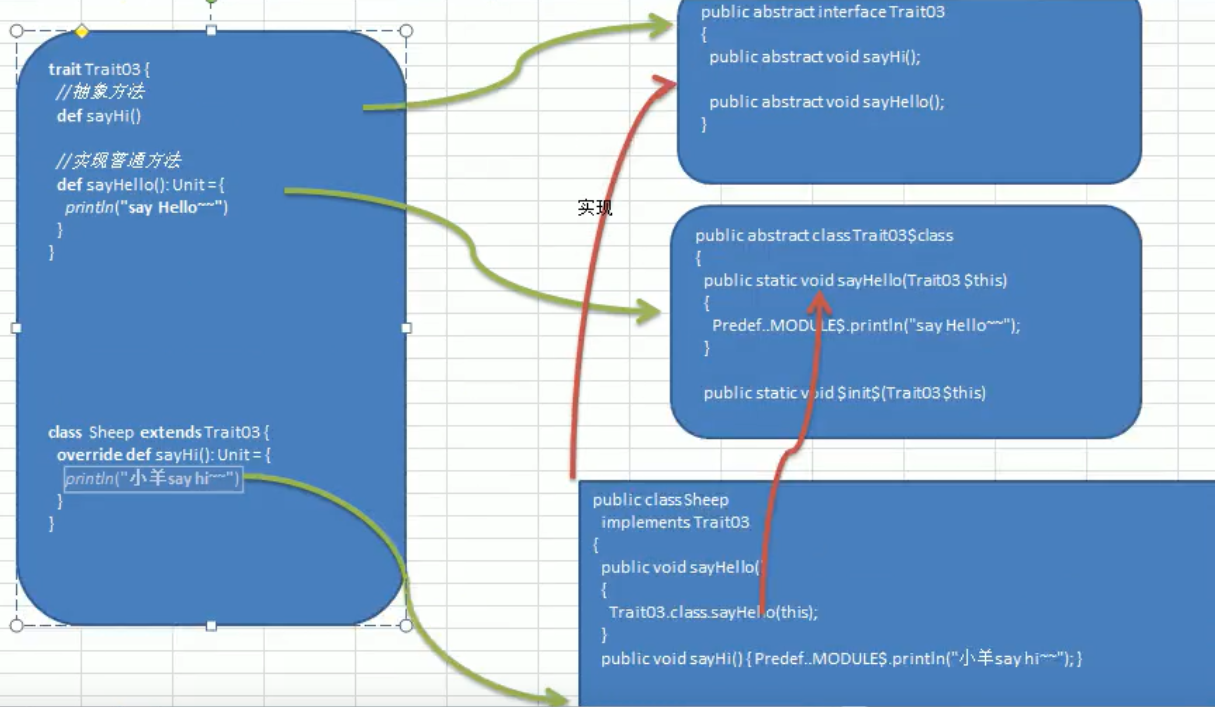 trait Trait03 {
//抽象方法
def sayHi()
//实现普通方法
def sayHello(): Unit = {
println("say Hello~~")
}
}
class Sheep extends Trait03 {
override def sayHi(): Unit = {
println("小羊say hi~~")
}
}
实现
public abstract interface Trait03
{
public abstract void sayHi();
public abstract void sayHello();
}
public abstract class Trait03$class
{
public static void sayHello(Trait03 $this)
{
Predef..MODULE$.println("say Hello~~");
}
public static void $init$(Trait03 $this)
public class Sheep
implements Trait03
{
public void sayHello()
{
Trait03.class.sayHello(this);
}
public void sayHi() { Predef..MODULE$.println("小羊say hi~~"); }